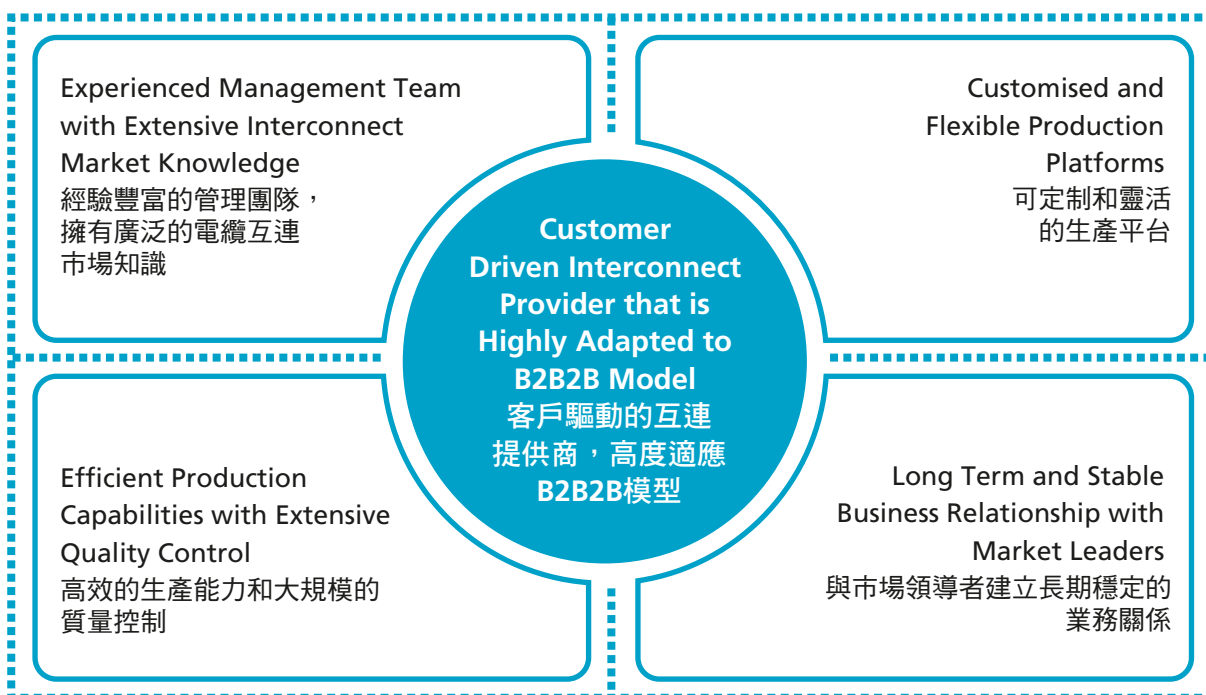 Experienced Management Team
with Extensive Interconnect
Market Knowledge
經驗豐富的管理團隊，
擁有廣泛的電纜互連
市場知識
Customised and
Flexible Production
Platforms
可定制和靈活
的生產平台
Customer
Driven Interconnect
Provider that is
Highly Adapted to
B2B2B Model
客戶驅動的互連
提供商，高度適應
B2B2B模型
Efficient Production
Capabilities with Extensive
Quality Control
高效的生產能力和大規模的
質量控制
Long Term and Stable
Business Relationship with
Market Leaders
與市場領導者建立長期穩定的
業務關係